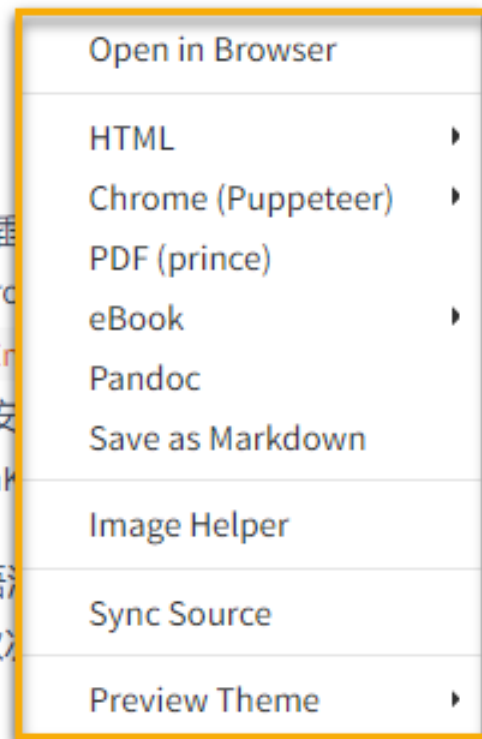 Open in Browser
HTML
Chrome (Puppeteer)
PDF (prince)
eBook
Pandoc
Save as Markdown
Image Helper
Sync Source
Preview Theme